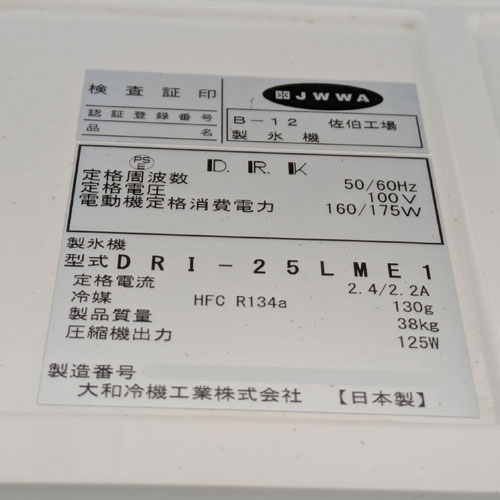 検査証印 JWWA
認証登録番号 B-12 佐伯工場
品名 製氷機
PSE D.R.K
定格周波数 50/60Hz
定格電圧 100V
電動機定格消費電力 160/175W
製氷機
型式 DRI-25LME1
定格電流 2.4/2.2A
冷媒 HFC R134a 130g
製品質量 38kg
圧縮機出力 125W
製造番号
大和冷機工業株式会社 【日本製】